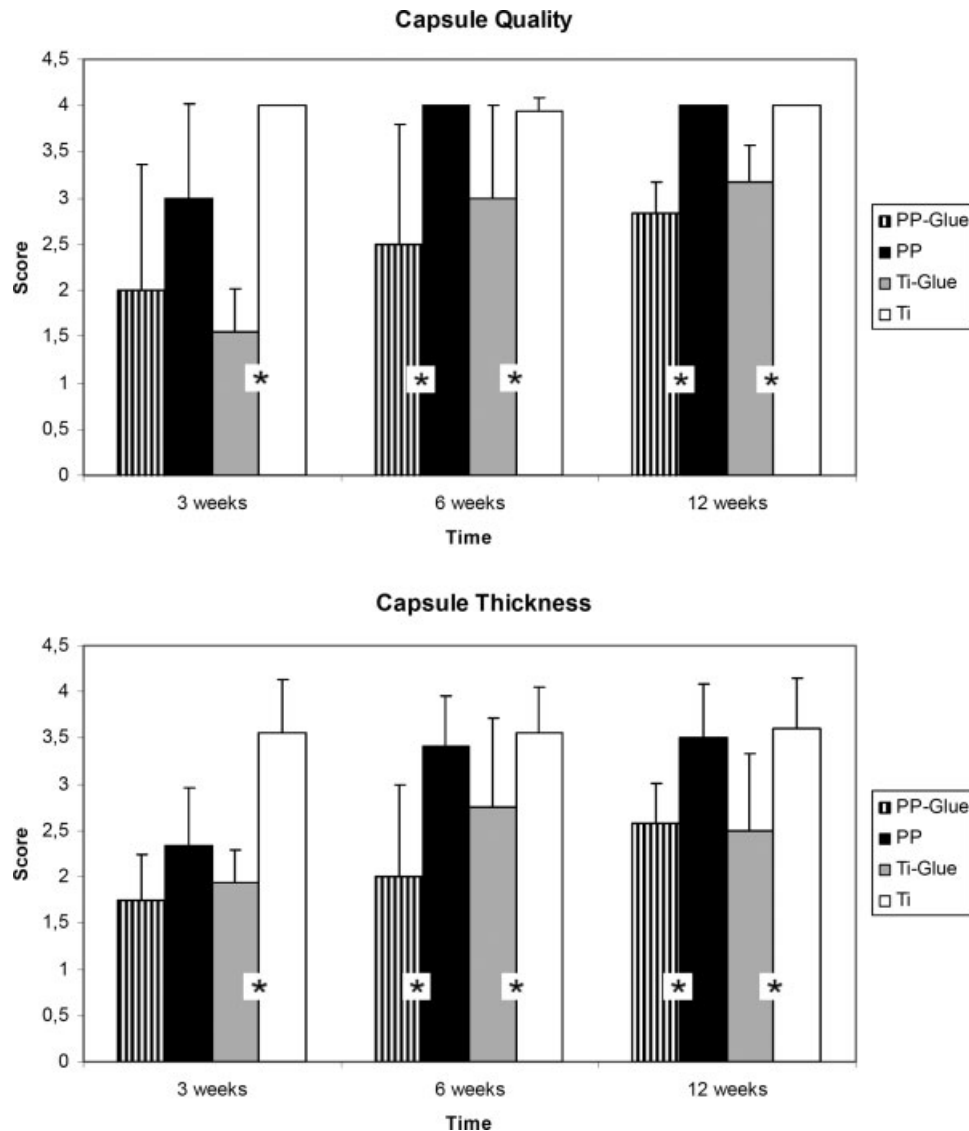 Capsule Quality
4,5
4
3,5
3
2,5
2
1,5
1
0,5
0
Score
* * * * *
3 weeks 6 weeks 12 weeks
Time
PP-Glue
PP
Ti-Glue
Ti
Capsule Thickness
4,5
4
3,5
3
2,5
2
1,5
1
0,5
0
Score
* * * * *
3 weeks 6 weeks 12 weeks
Time
PP-Glue
PP
Ti-Glue
Ti